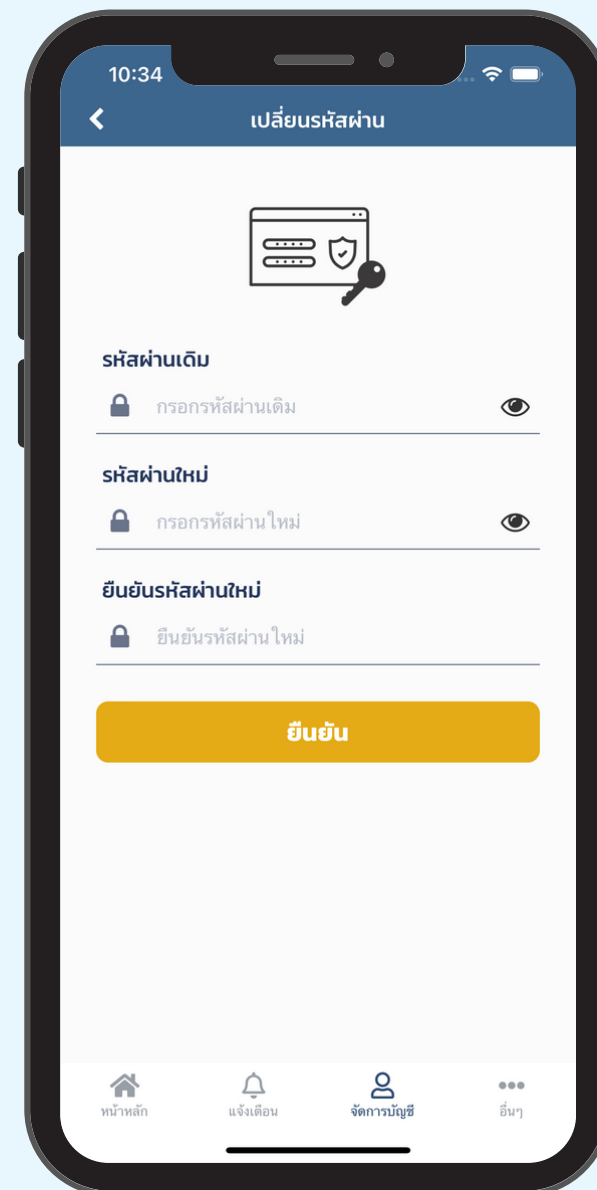 10:34
เปลี่ยนรหัสผ่าน
รหัสผ่านเดิม
กรอกรหัสผ่านเดิม
รหัสผ่านใหม่
กรอกรหัสผ่านใหม่
ยืนยันรหัสผ่านใหม่
ยืนยันรหัสผ่านใหม่
ยืนยัน
หน้าหลัก แจ้งเตือน จัดการบัญชี อื่นๆ